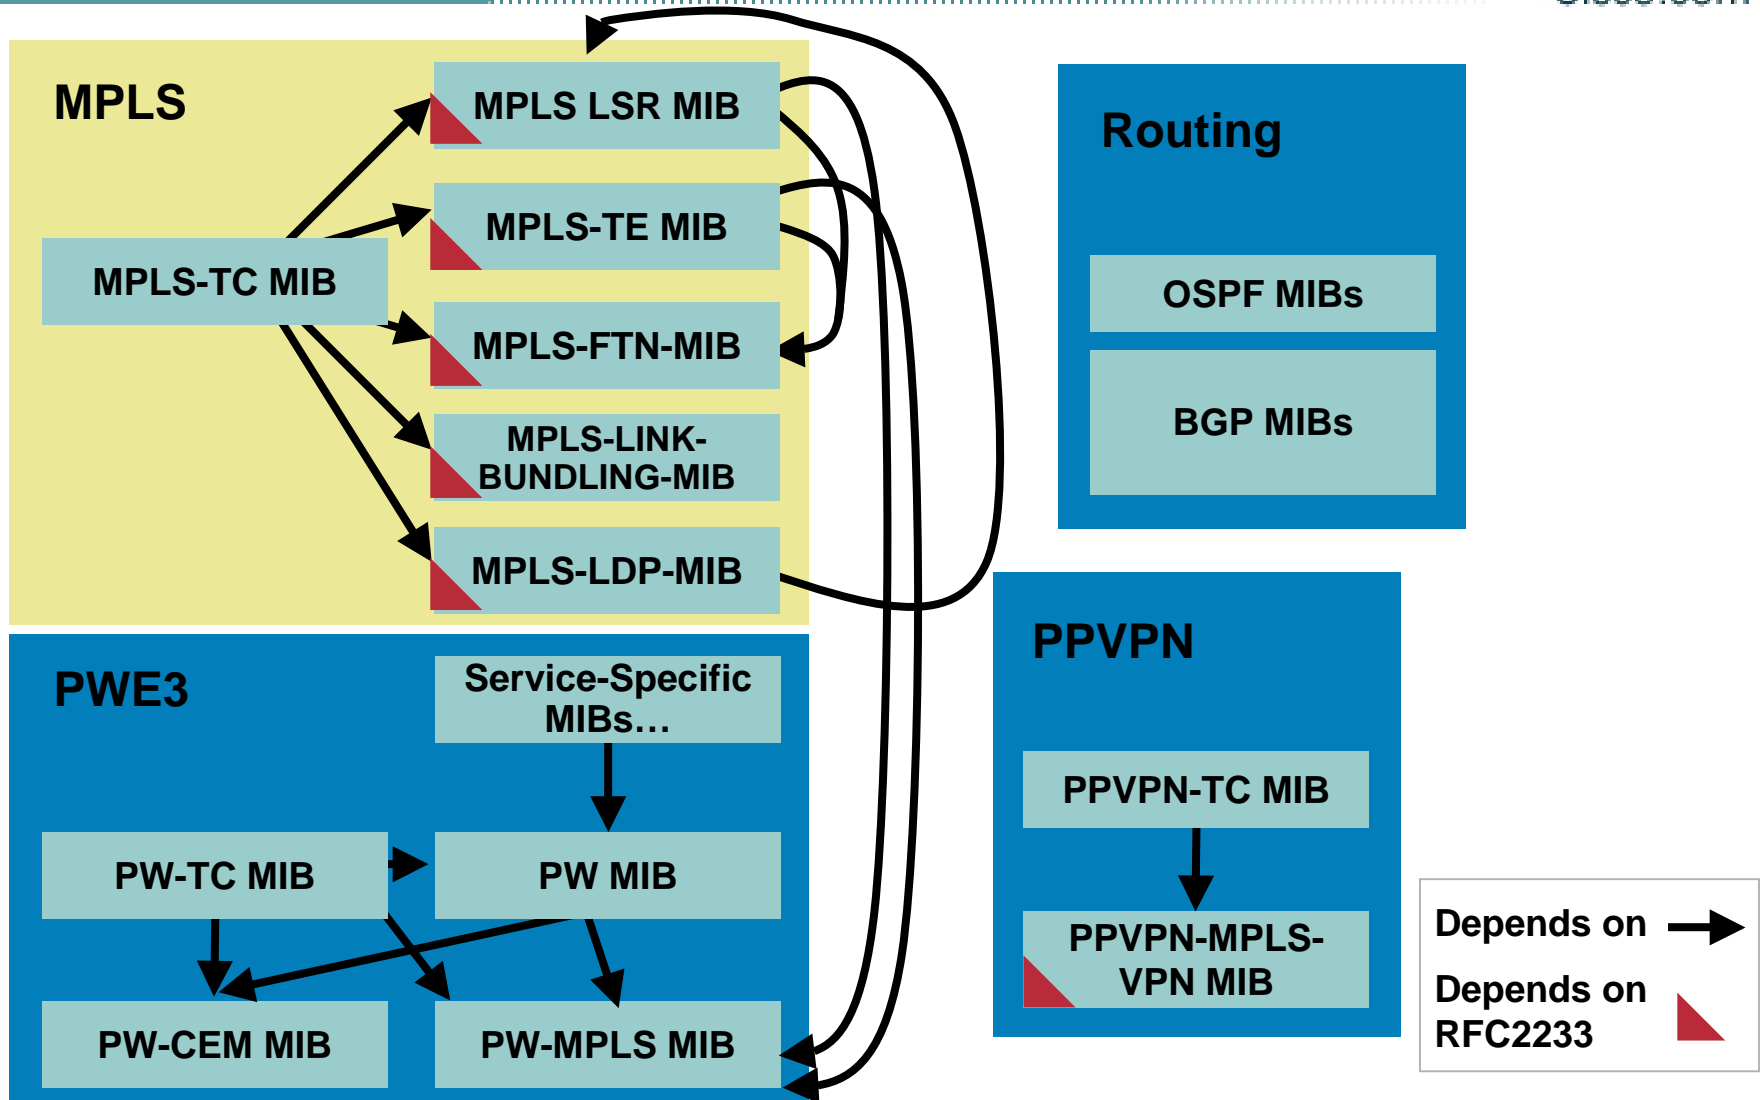 MPLS
MPLS LSR MIB
MPLS-TE MIB
MPLS-TC MIB
MPLS-FTN-MIB
MPLS-LINK-
BUNDLING-MIB
MPLS-LDP-MIB
Routing
OSPF MIBs
BGP MIBs
PWE3
Service-Specific
MIBs…
PW-TC MIB
PW MIB
PW-CEM MIB
PW-MPLS MIB
PPVPN
PPVPN-TC MIB
PPVPN-MPLS-
VPN MIB
Depends on
Depends on
RFC2233